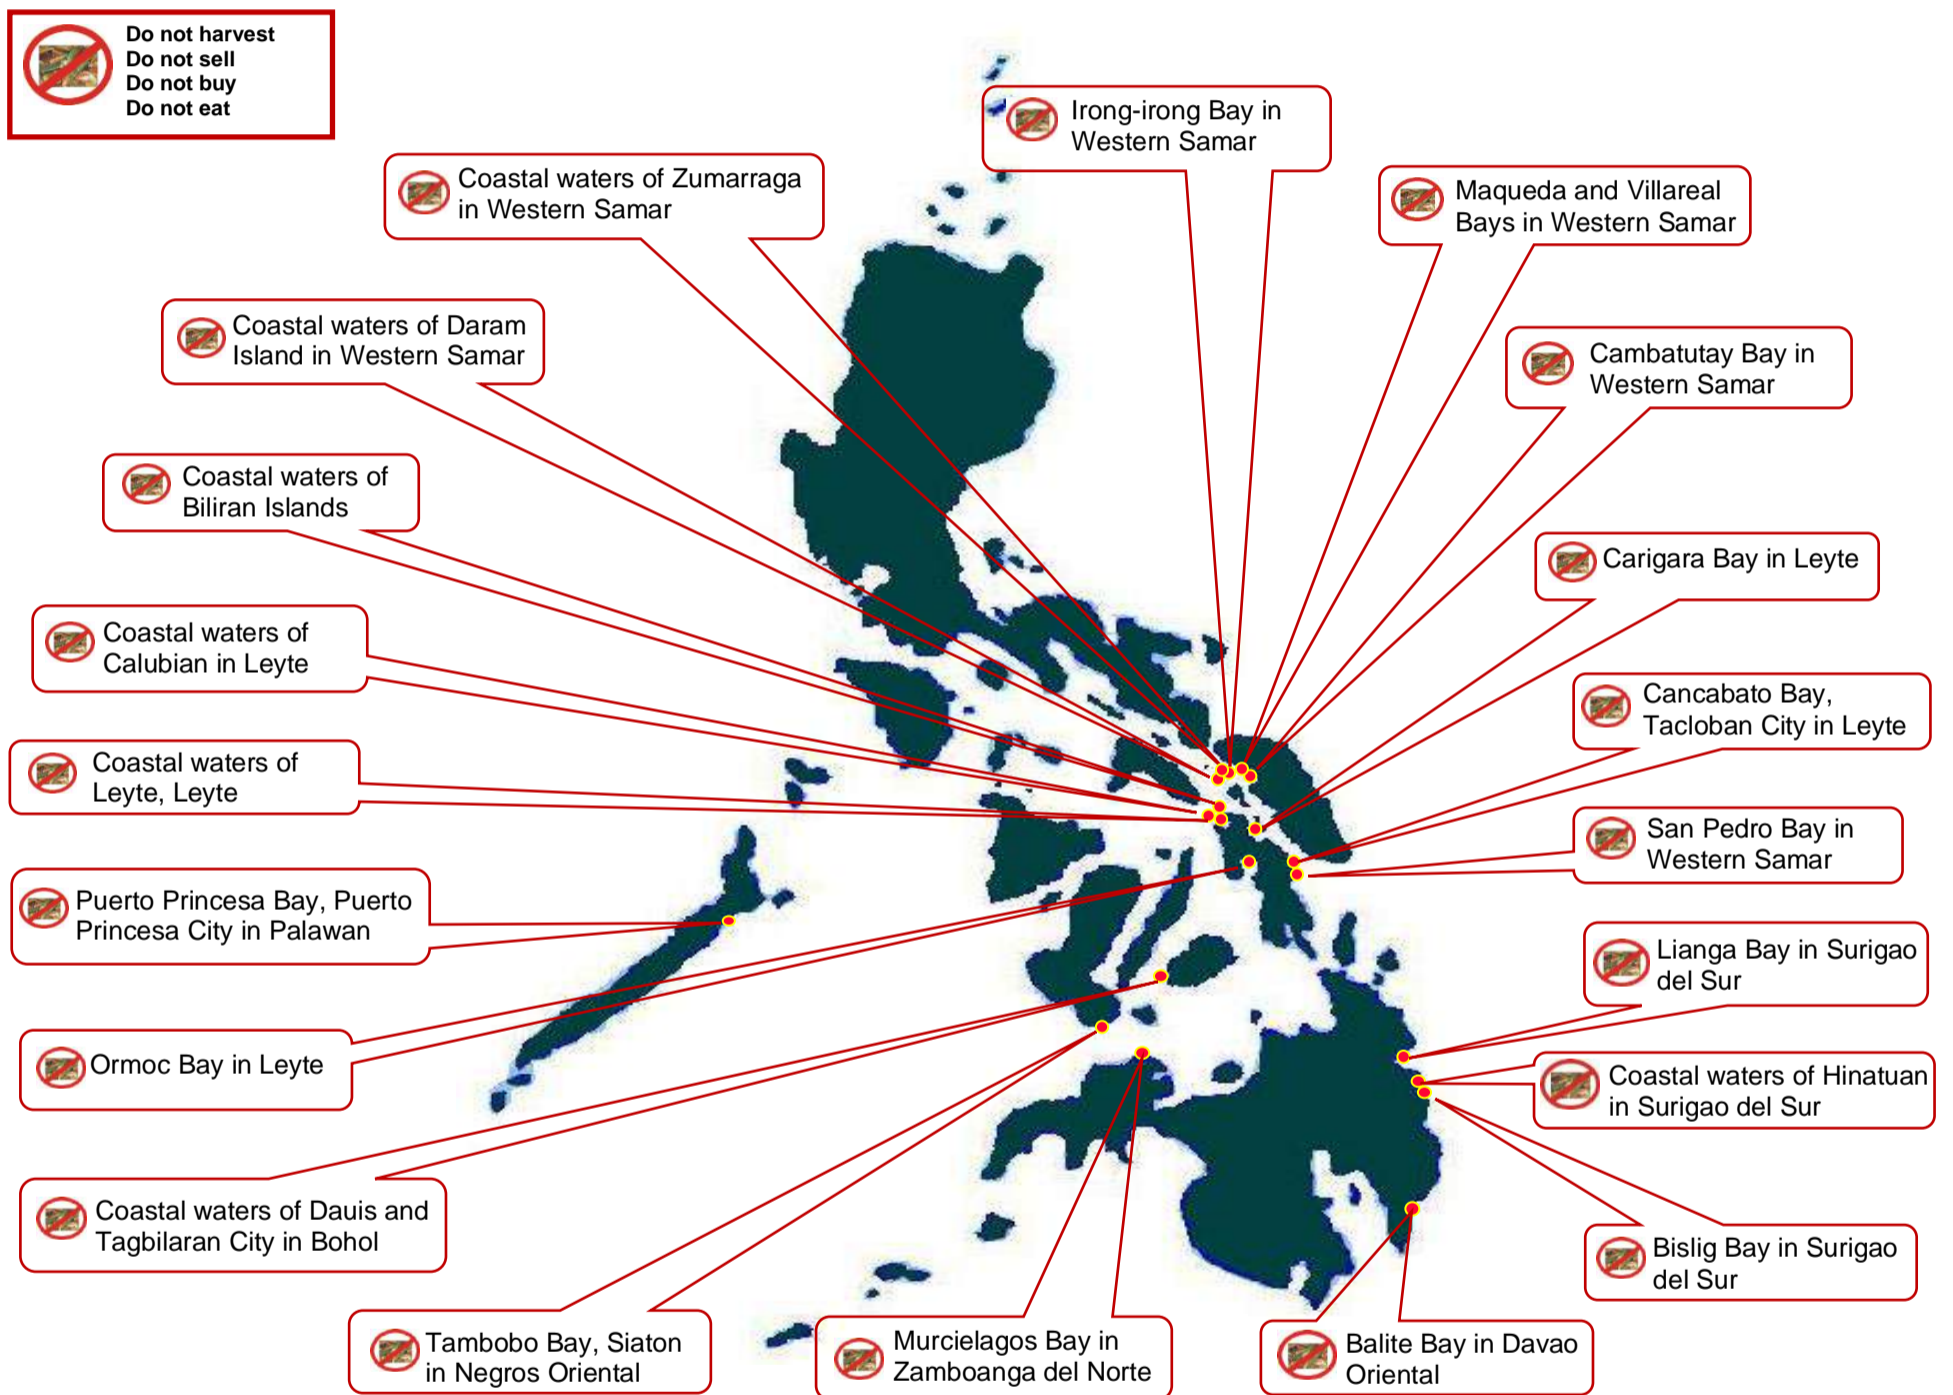 Do not harvest
Do not sell
Do not buy
Do not eat
Irong-irong Bay in
Western Samar
Coastal waters of Zumarraga
in Western Samar
Maqueda and Villareal
Bays in Western Samar
Coastal waters of Daram
Island in Western Samar
Cambatutay Bay in
Western Samar
Coastal waters of
Biliran Islands
Carigara Bay in Leyte
Coastal waters of
Calubian in Leyte
Cancabato Bay,
Tacloban City in Leyte
Coastal waters of
Leyte, Leyte
San Pedro Bay in
Western Samar
Puerto Princesa Bay, Puerto
Princesa City in Palawan
Lianga Bay in Surigao
del Sur
Ormoc Bay in Leyte
Coastal waters of Hinatuan
in Surigao del Sur
Coastal waters of Dauis and
Tagbilaran City in Bohol
Bislig Bay in Surigao
del Sur
Tambobo Bay, Siaton
in Negros Oriental
Murcielagos Bay in
Zamboanga del Norte
Balite Bay in Davao
Oriental